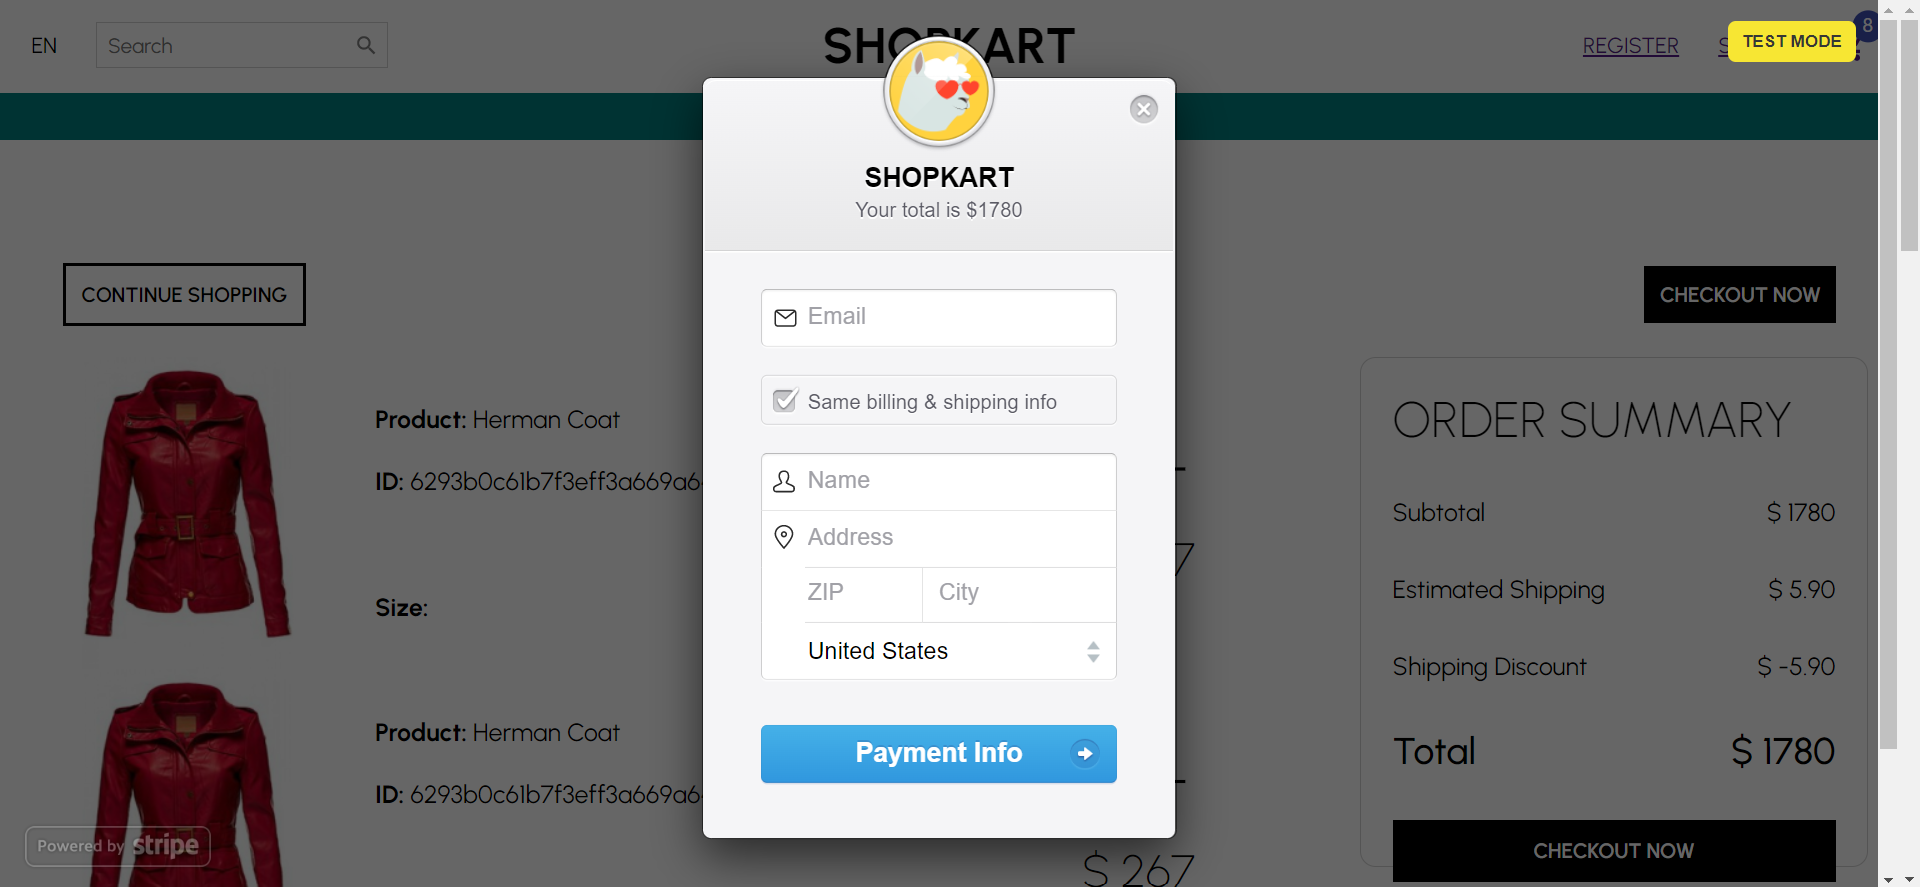 EN
Search
SHOPKART
REGISTER
TEST MODE
8
SHOPKART
Your total is $1780
CONTINUE SHOPPING
CHECKOUT NOW
Email
Same billing & shipping info
Name
Address
ZIP
City
United States
Payment Info
Product: Herman Coat
ID: 6293b0c61b7f3eff3a669a6
Size:
Product: Herman Coat
ID: 6293b0c61b7f3eff3a669a6
$ 267
ORDER SUMMARY
Subtotal $ 1780
Estimated Shipping $ 5.90
Shipping Discount $ -5.90
Total $ 1780
CHECKOUT NOW
Powered by stripe